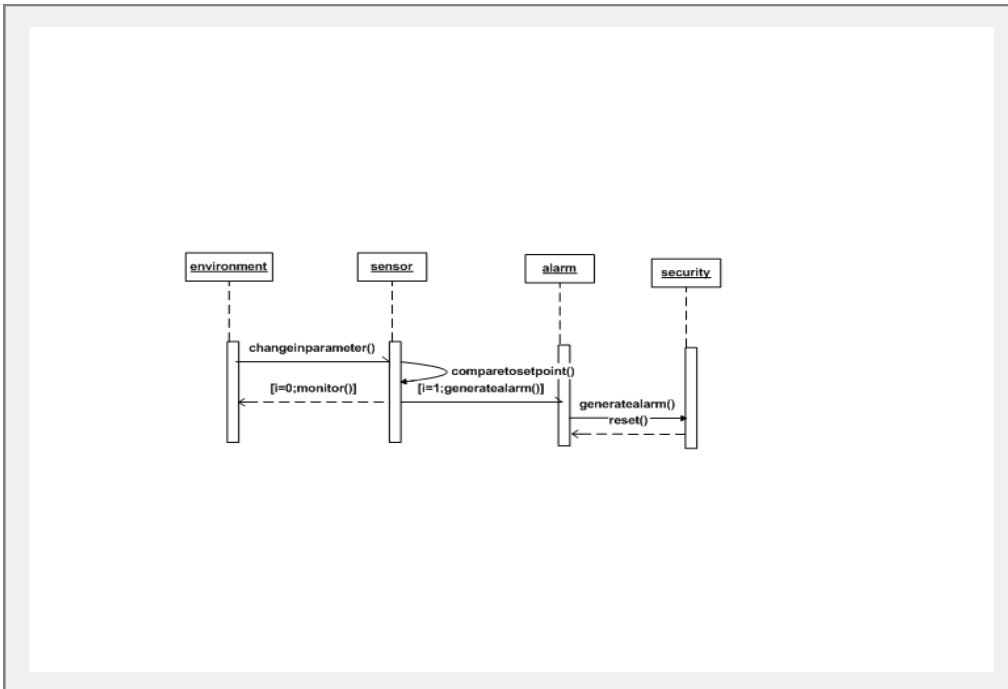 environment
sensor
alarm
security
changeinparameter()
comparetosetpoint()
[i=0;monitor()]
[i=1;generatealarm()]
generatealarm()
reset()